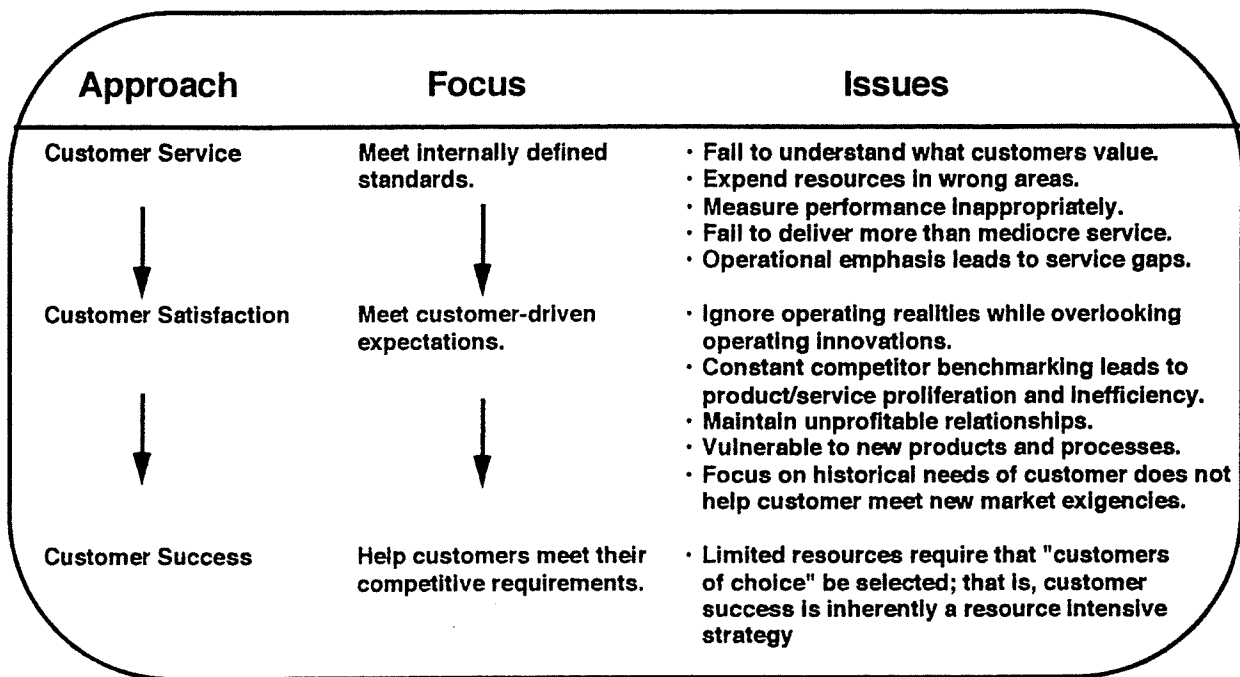 Approach Focus Issues
Customer Service
Meet internally defined
standards.
· Fail to understand what customers value.
· Expend resources in wrong areas.
· Measure performance inappropriately.
· Fail to deliver more than mediocre service.
· Operational emphasis leads to service gaps.
Customer Satisfaction
Meet customer-driven
expectations.
· Ignore operating realities while overlooking
operating innovations.
· Constant competitor benchmarking leads to
product/service proliferation and inefficiency.
· Maintain unprofitable relationships.
· Vulnerable to new products and processes.
· Focus on historical needs of customer does not
help customer meet new market exigencies.
Customer Success
Help customers meet their
competitive requirements.
· Limited resources require that "customers
of choice" be selected; that is, customer
success is inherently a resource intensive
strategy